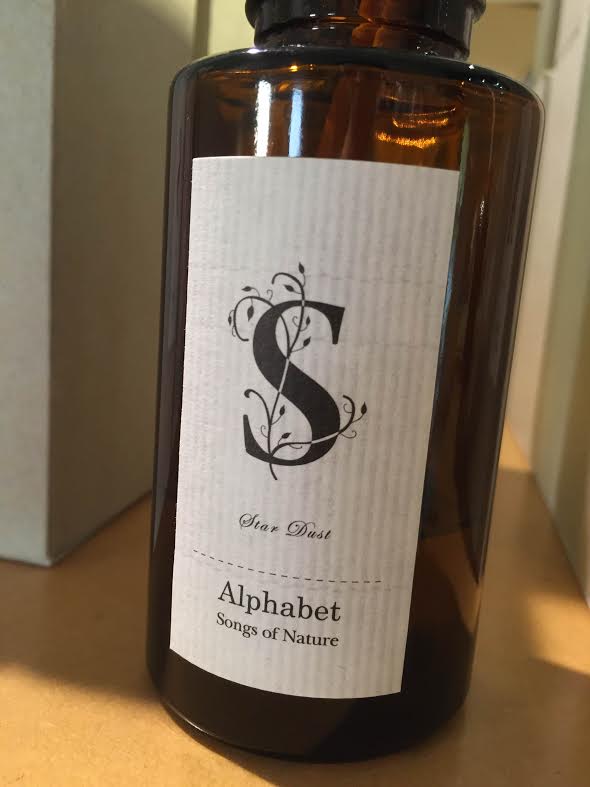 S
Star Dust
Alphabet
Songs of Nature